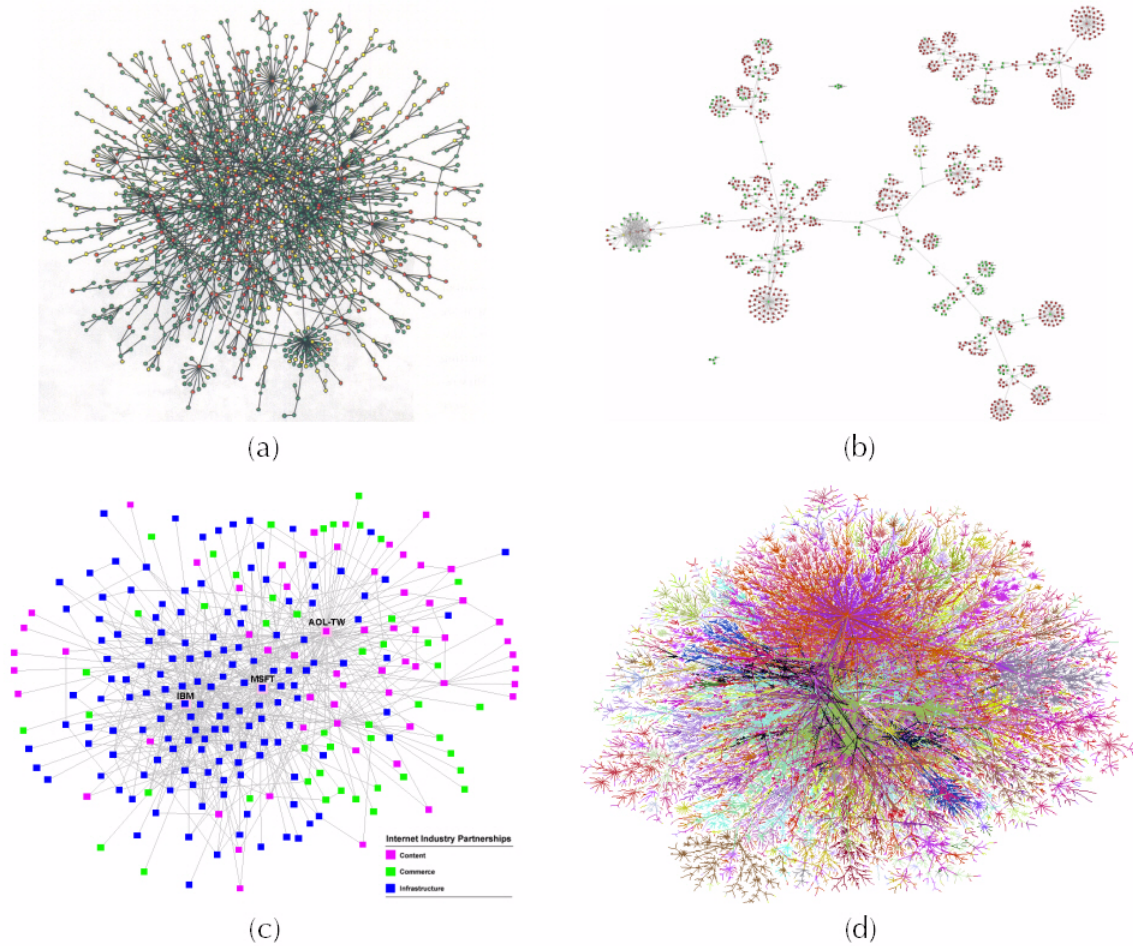 (a)
(b)
AOL-TW
MSFT
IBM
Internet Industry Partnerships
Content
Commerce
Infrastructure
(c)
(d)